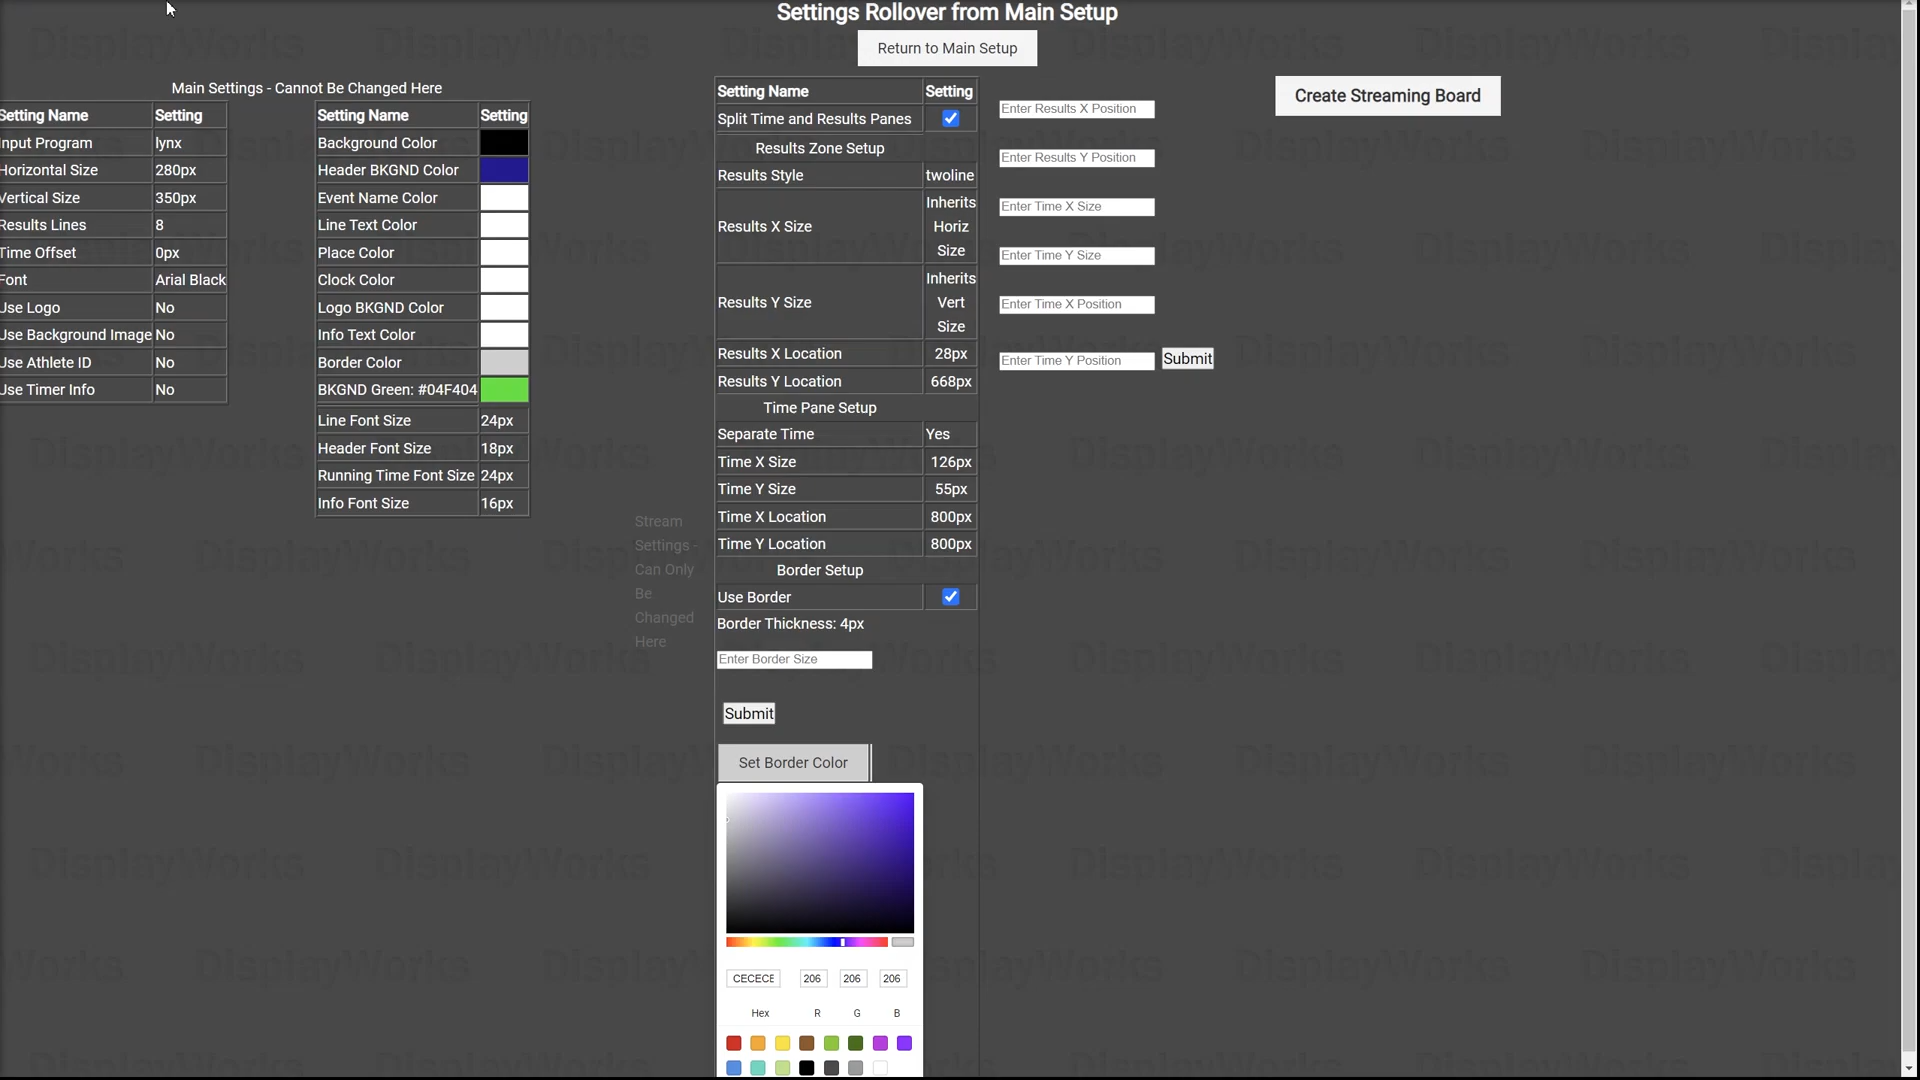 Settings Rollover from Main Setup
Return to Main Setup
Main Settings - Cannot Be Changed Here
Setting Name Setting
Input Program lynx
Horizontal Size 280px
Vertical Size 350px
Results Lines 8
Time Offset 0px
Font Arial Black
Use Logo No
Use Background Image No
Use Athlete ID No
Use Timer Info No
Setting Name Setting
Background Color
Header BKGND Color
Event Name Color
Line Text Color
Place Color
Clock Color
Logo BKGND Color
Info Text Color
Border Color
BKGND Green: #04F404
Line Font Size 24px
Header Font Size 18px
Running Time Font Size 24px
Info Font Size 16px
Stream
Settings -
Can Only
Be
Changed
Here
Setting Name Setting
Split Time and Results Panes
Results Zone Setup
Results Style twoline
Results X Size Inherits
Horiz
Size
Results Y Size Inherits
Vert
Size
Results X Location 28px
Results Y Location 668px
Time Pane Setup
Separate Time Yes
Time X Size 126px
Time Y Size 55px
Time X Location 800px
Time Y Location 800px
Border Setup
Use Border
Border Thickness: 4px
Enter Border Size
Submit
Set Border Color
CECECE 206 206 206
Hex R G B
Enter Results X Position
Enter Results Y Position
Enter Time X Size
Enter Time Y Size
Enter Time X Position
Enter Time Y Position Submit
Create Streaming Board
DisplayWorks